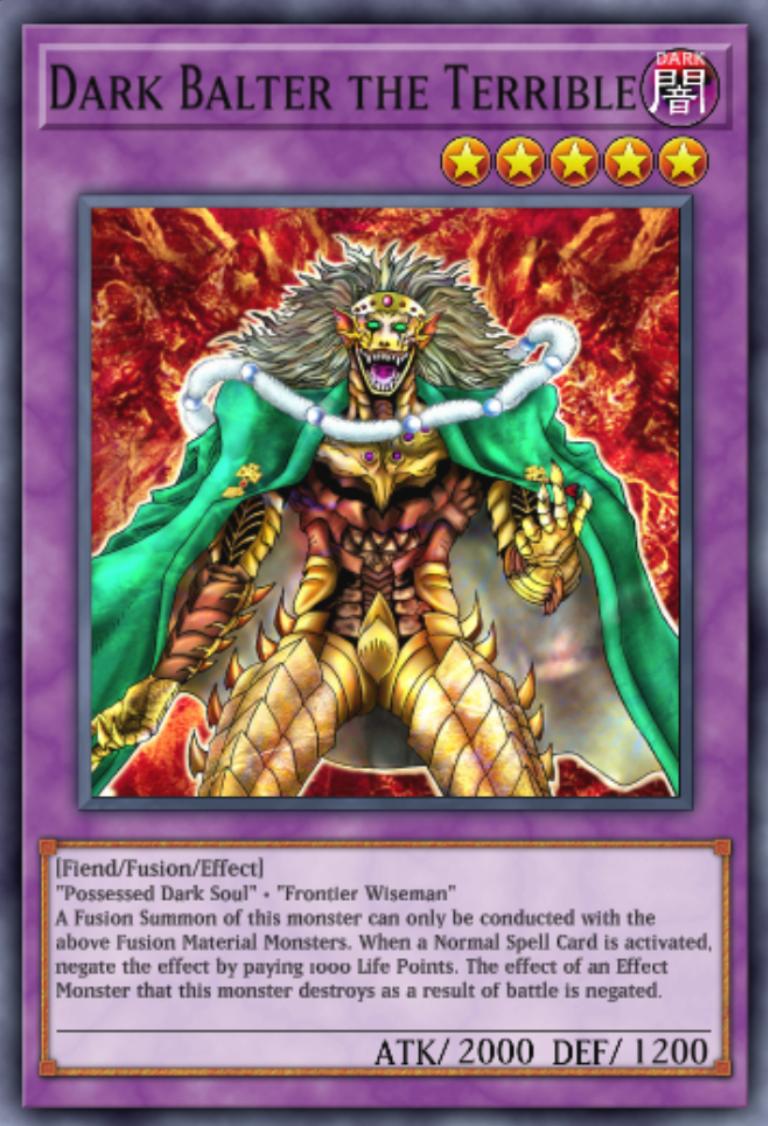 DARK BALTER THE TERRIBLE
DARK
闇
[Fiend/Fusion/Effect]
"Possessed Dark Soul" + "Frontier Wiseman"
A Fusion Summon of this monster can only be conducted with the
above Fusion Material Monsters. When a Normal Spell Card is activated,
negate the effect by paying 1000 Life Points. The effect of an Effect
Monster that this monster destroys as a result of battle is negated.
ATK/ 2000 DEF/ 1200